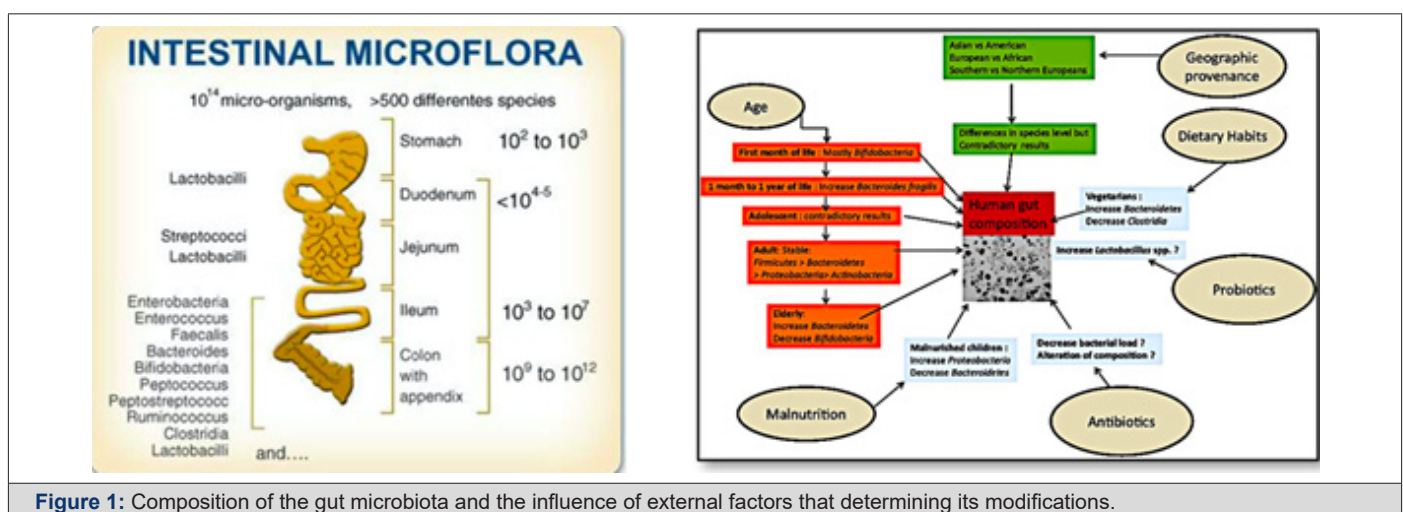 INTESTINAL MICROFLORA
10¹⁴ micro-organisms, >500 differentes species
Stomach 10² to 10³
Lactobacilli
Duodenum <10⁴⁻⁵
Streptococci
Lactobacilli
Jejunum
Enterobacteria
Enterococcus
Faecalis
Bacteroides
Bifidobacteria
Peptococcus
Peptostreptococc
Ruminococcus
Clostridia
Lactobacilli
and....
Ileum 10³ to 10⁷
Colon
with
appendix
10⁹ to 10¹²
Asian vs American
European vs African
Southern vs Northern Europeans
Geographic
provenance
Age
Differences in species level but
Contradictory results
Dietary Habits
First month of life : Mostly Bifidobacteria
1 month to 1 year of life : Increase Bacteroides fragilis
Adolescent : contradictory results
Adult: Stable:
Firmicutes > Bacteroidetes
> Proteobacteria> Actinobacteria
Elderly:
Increase Bacteroidetes
Decrease Bifidobacteria
Human gut
composition
Vegetarians :
Increase Bacteroidetes
Decrease Clostridia
Increase Lactobacillus spp. ?
Probiotics
Malnurished children :
Increase Proteobacteria
Decrease Bacteroidetes
Decrease bacterial load ?
Alteration of composition ?
Malnutrition
Antibiotics
Figure 1: Composition of the gut microbiota and the influence of external factors that determining its modifications.